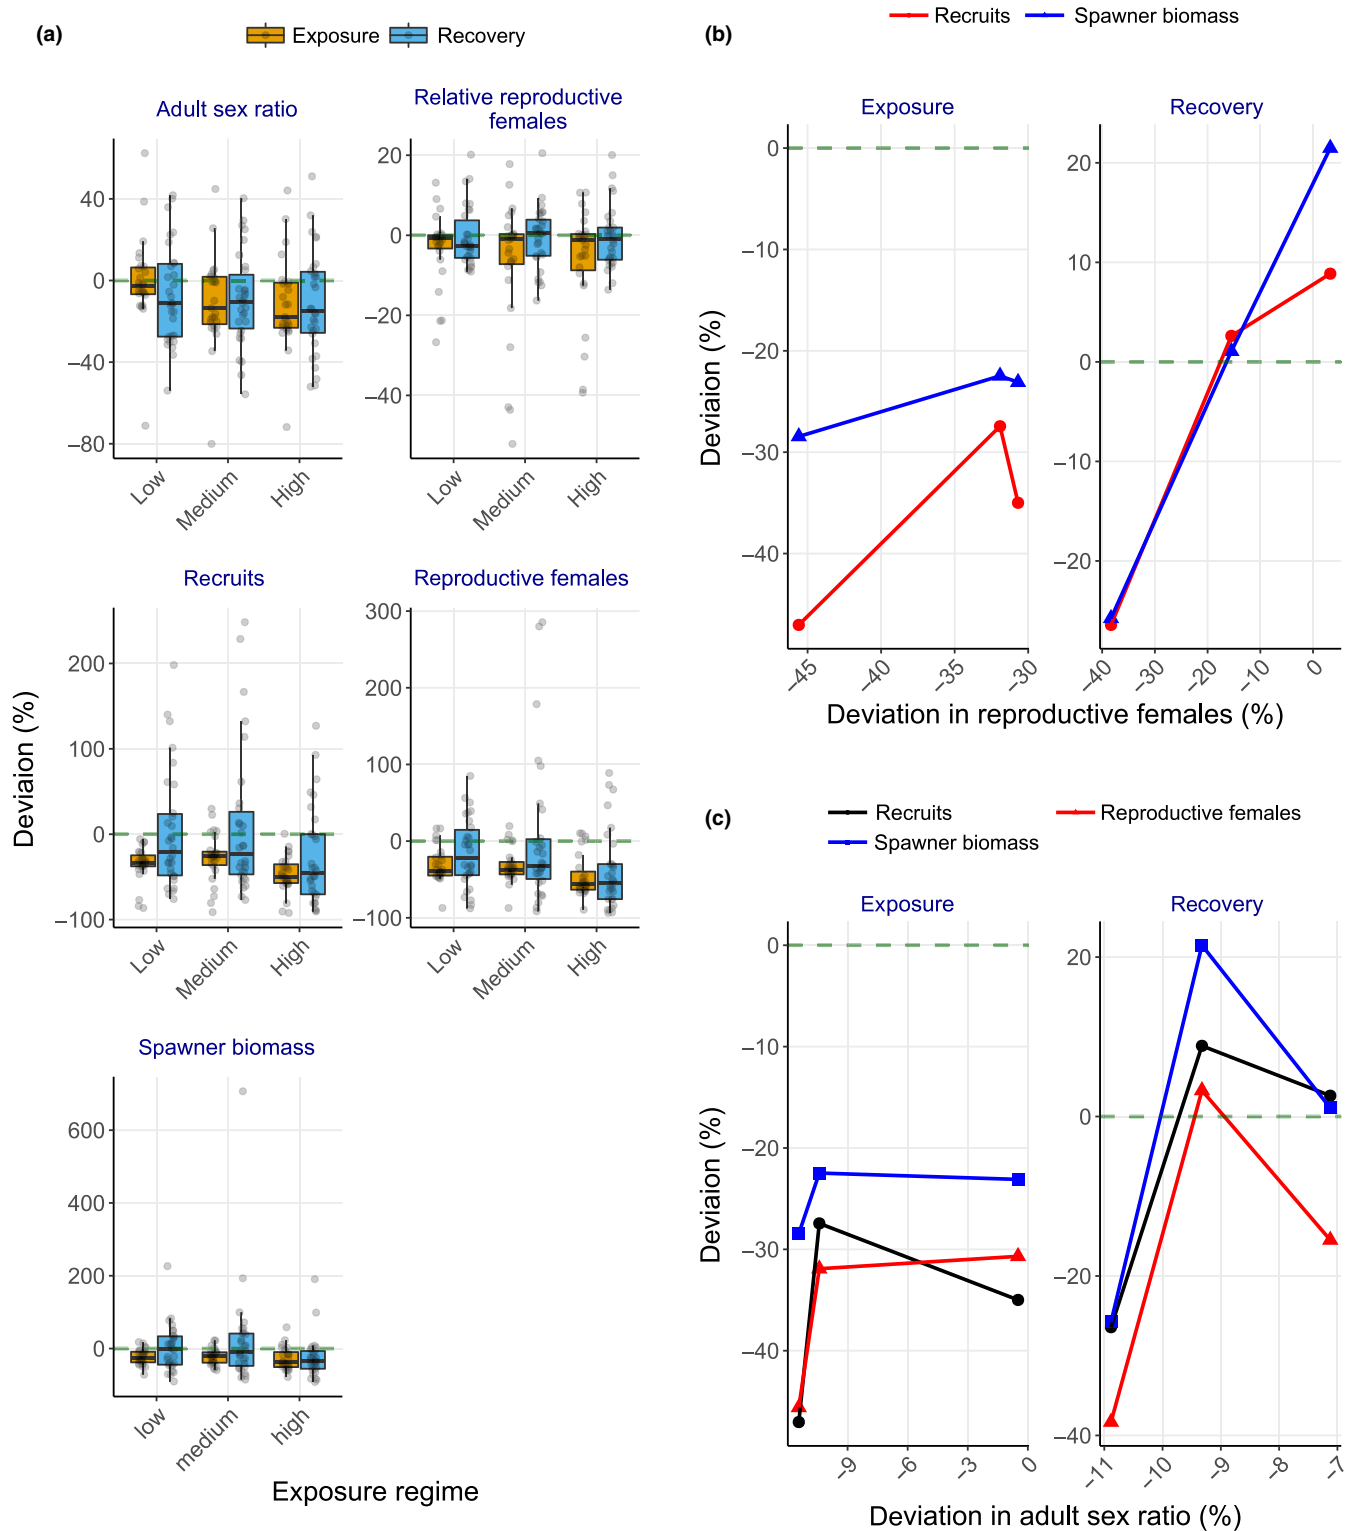 (a)
Exposure Recovery
Adult sex ratio
40
0
−40
−80
Low
Medium
High
Relative reproductive
females
20
0
−20
−40
Low
Medium
High
Deviaion (%)
Recruits
200
100
0
−100
Low
Medium
High
Reproductive females
300
200
100
0
−100
Low
Medium
High
Spawner biomass
600
400
200
0
low
medium
high
Exposure regime
(b)
Recruits Spawner biomass
Deviaion (%)
Exposure
0
−10
−20
−30
−40
−45
−40
−35
−30
Recovery
20
10
0
−10
−20
−40
−30
−20
−10
0
Deviation in reproductive females (%)
(c)
Recruits Reproductive females
Spawner biomass
Deviaion (%)
Exposure
0
−10
−20
−30
−40
−9
−6
−3
0
Recovery
20
0
−20
−40
−11
−10
−9
−8
−7
Deviation in adult sex ratio (%)